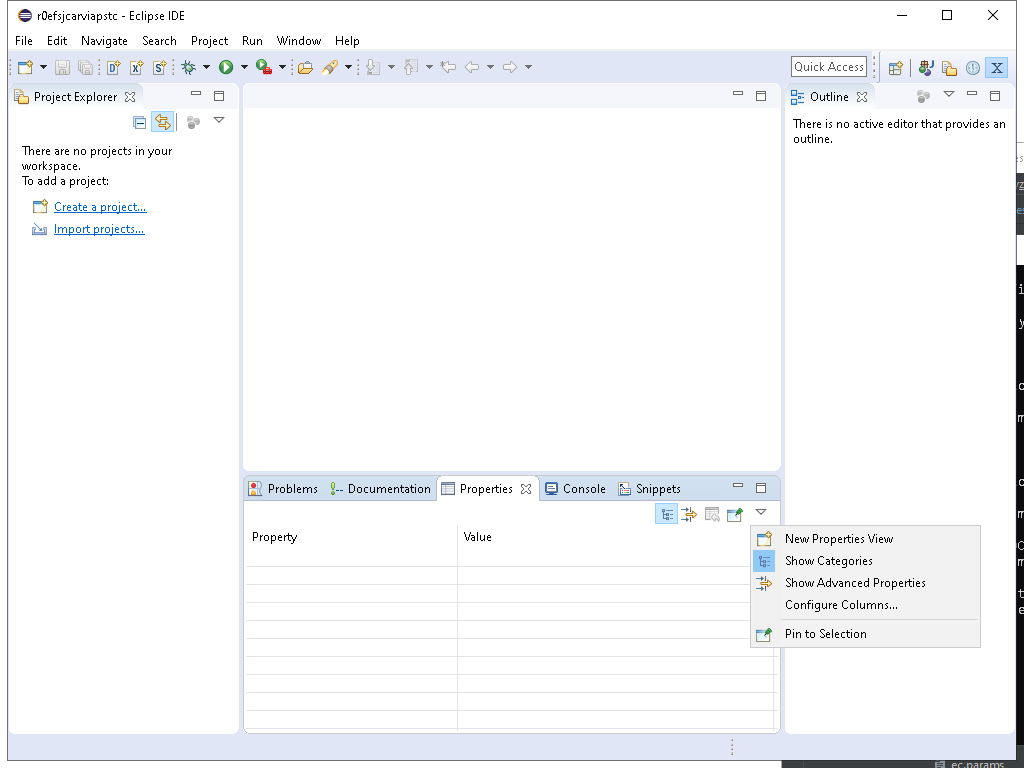 r0efsjcarviapstc - Eclipse IDE
File Edit Navigate Search Project Run Window Help
Quick Access
Project Explorer
There are no projects in your
workspace.
To add a project:
Create a project...
Import projects...
Outline
There is no active editor that provides an
outline.
Problems Documentation Properties Console Snippets
Property Value
New Properties View
Show Categories
Show Advanced Properties
Configure Columns...
Pin to Selection
ec.params